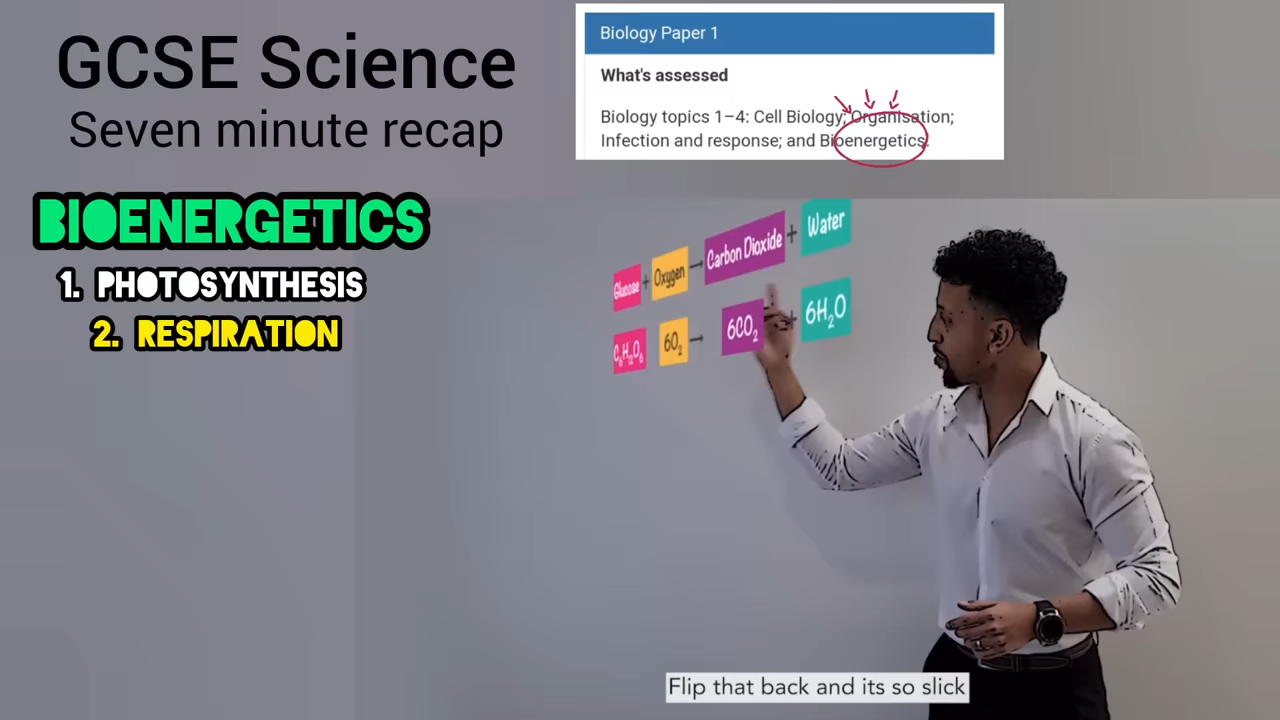 GCSE Science
Seven minute recap
Biology Paper 1
What's assessed
Biology topics 1–4: Cell Biology; Organisation;
Infection and response; and Bioenergetics.
BIOENERGETICS
1. PHOTOSYNTHESIS
2. RESPIRATION
Glucose + Oxygen → Carbon Dioxide + Water
C₆H₁₂O₆ 6O₂ → 6CO₂ + 6H₂O
Flip that back and its so slick